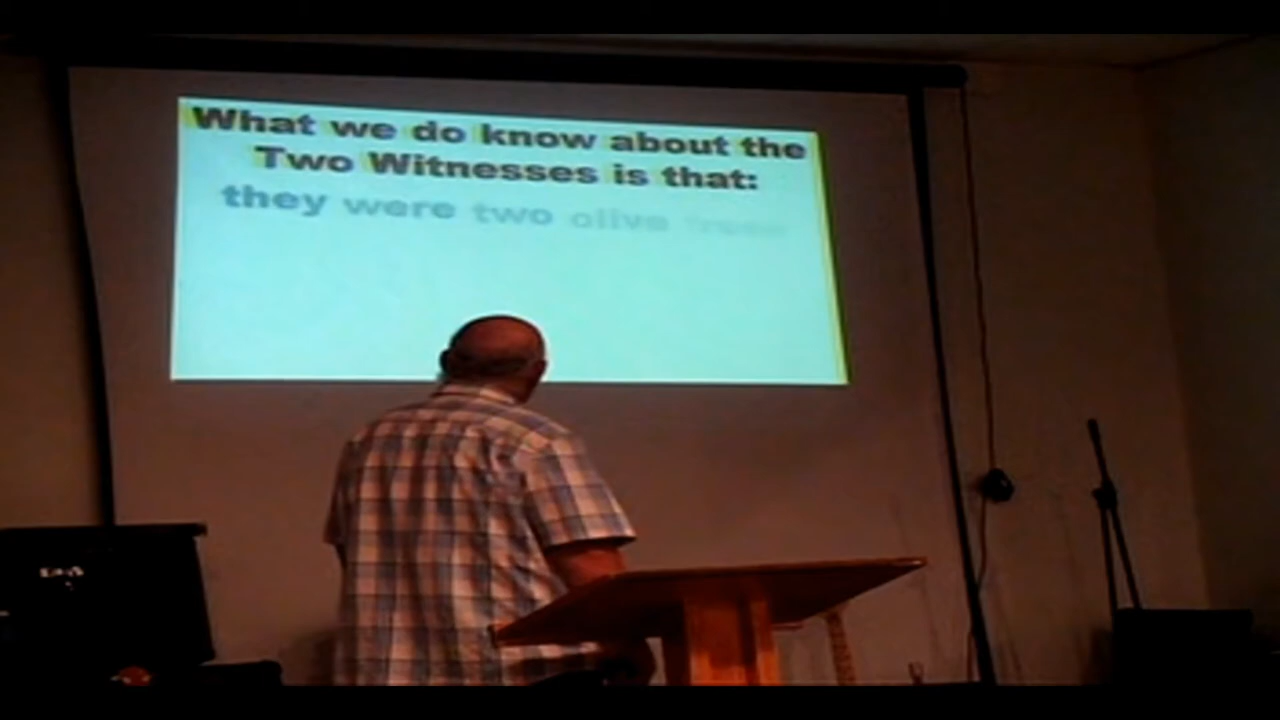 What we do know about the
Two Witnesses is that:
they were two olive